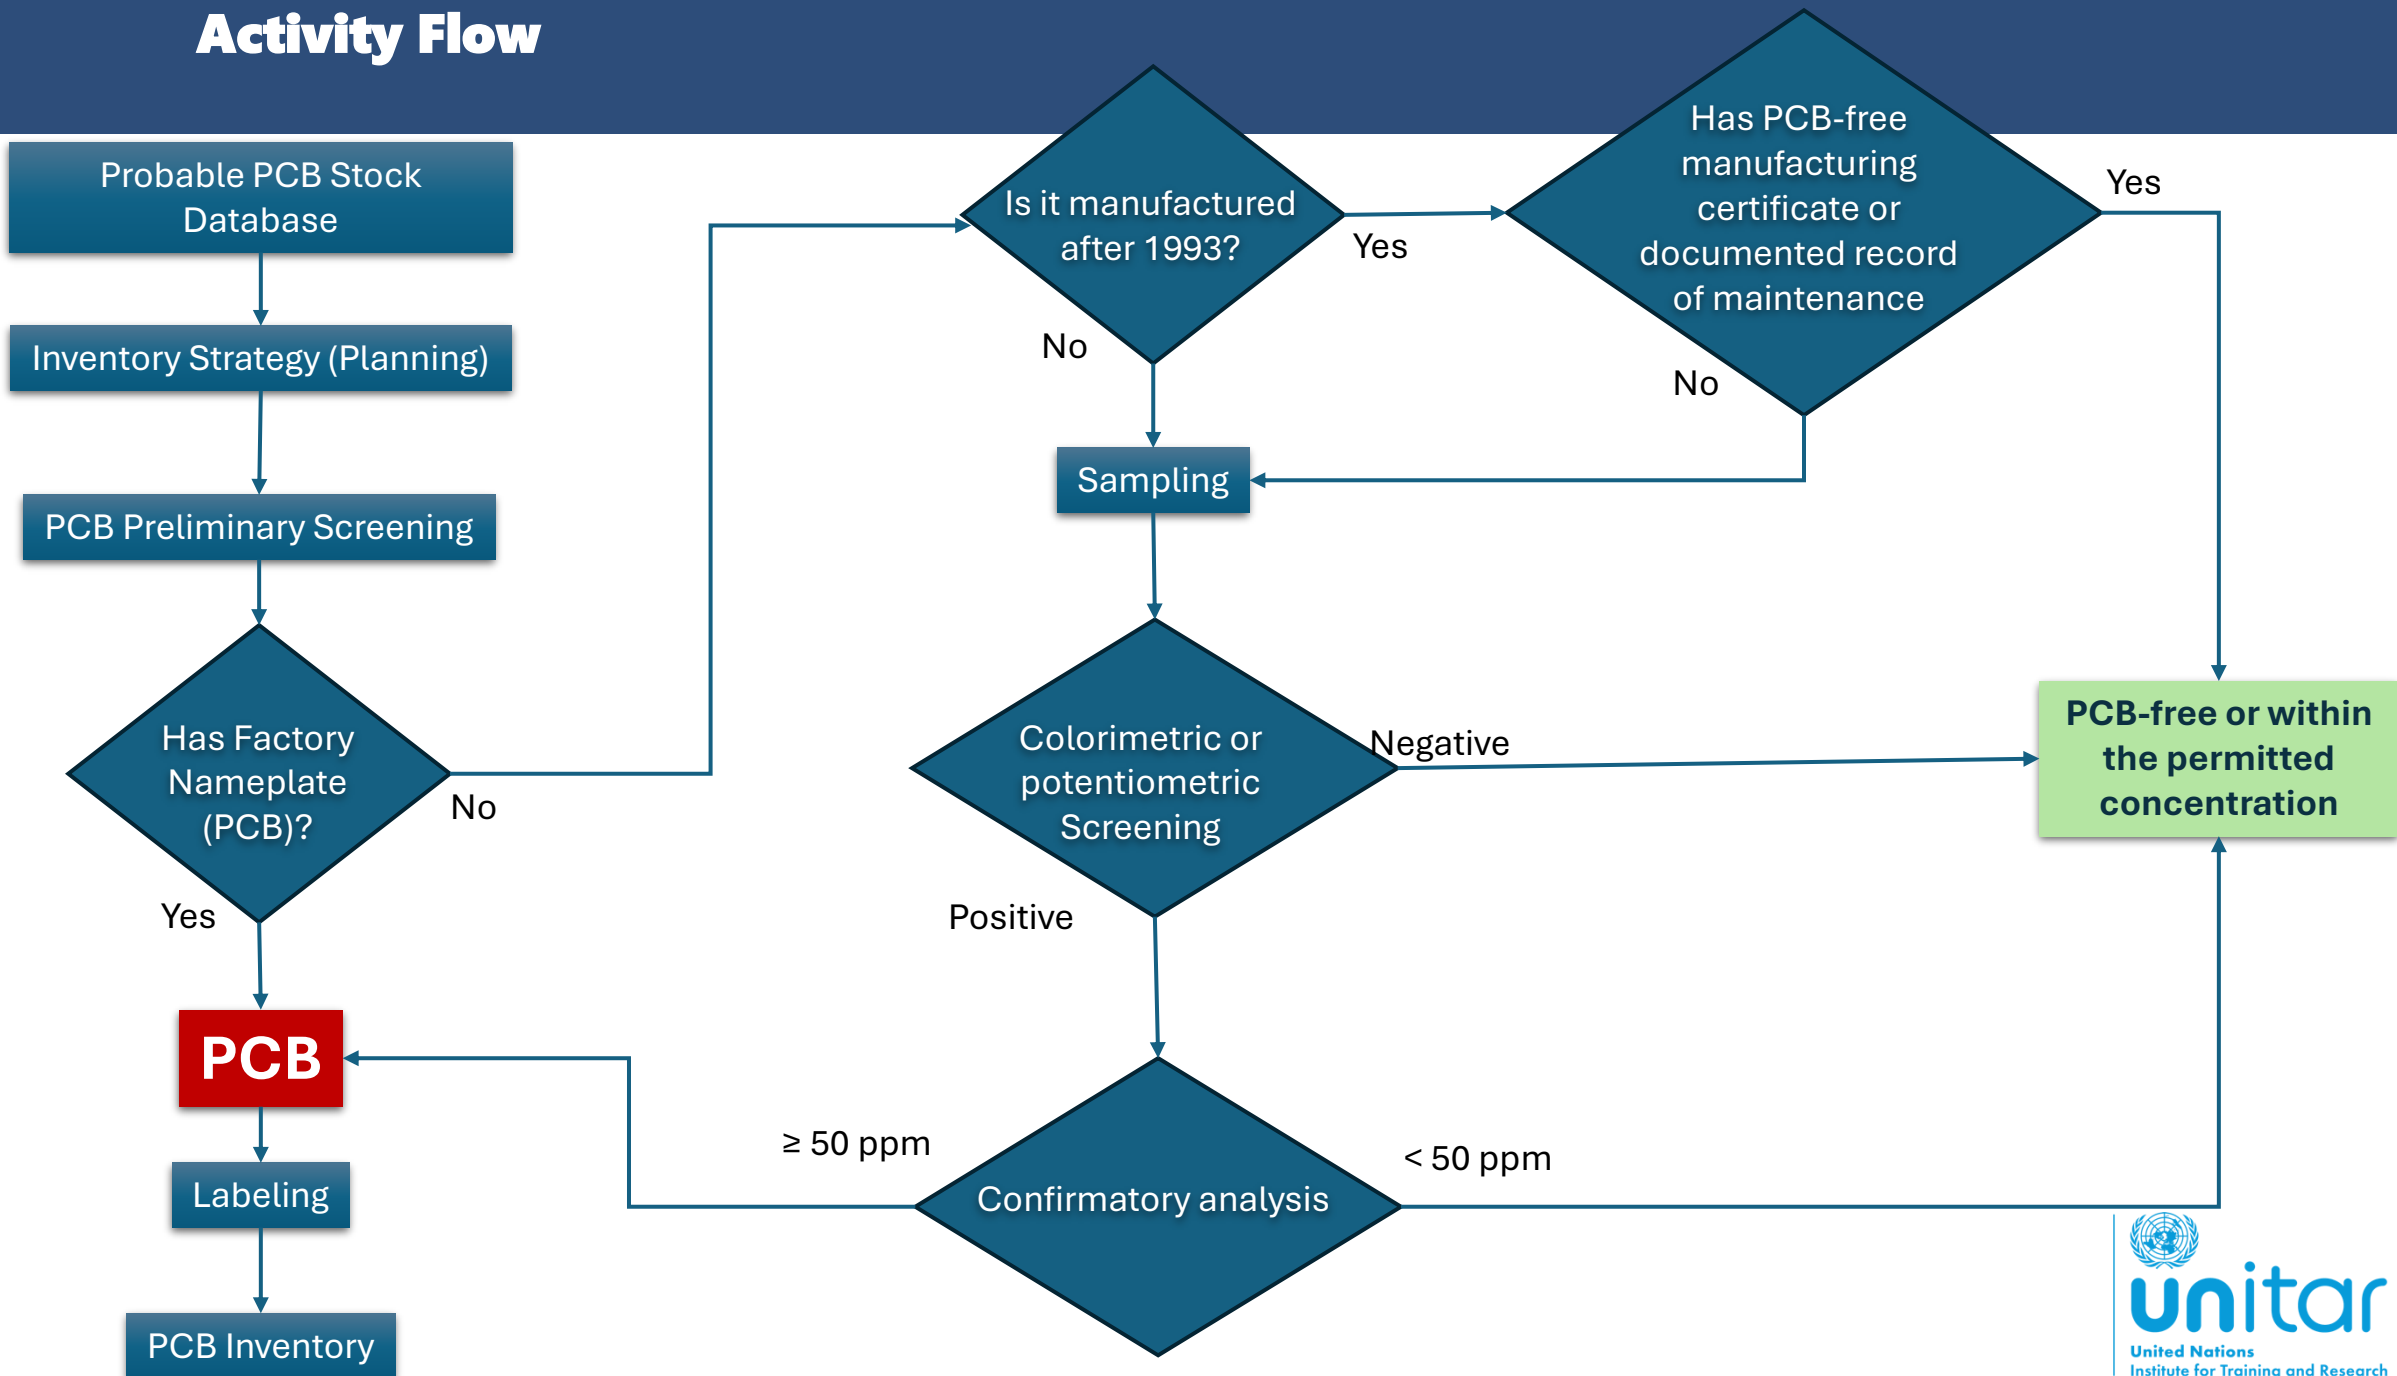 Activity Flow
Probable PCB Stock
Database
Inventory Strategy (Planning)
PCB Preliminary Screening
Has Factory
Nameplate
(PCB)?
No
Yes
PCB
Labeling
PCB Inventory
Is it manufactured
after 1993?
Yes
No
Has PCB-free
manufacturing
certificate or
documented record
of maintenance
Yes
No
Sampling
Colorimetric or
potentiometric
Screening
Negative
Positive
PCB-free or within
the permitted
concentration
Confirmatory analysis
≥ 50 ppm
< 50 ppm
unitar
United Nations
Institute for Training and Research